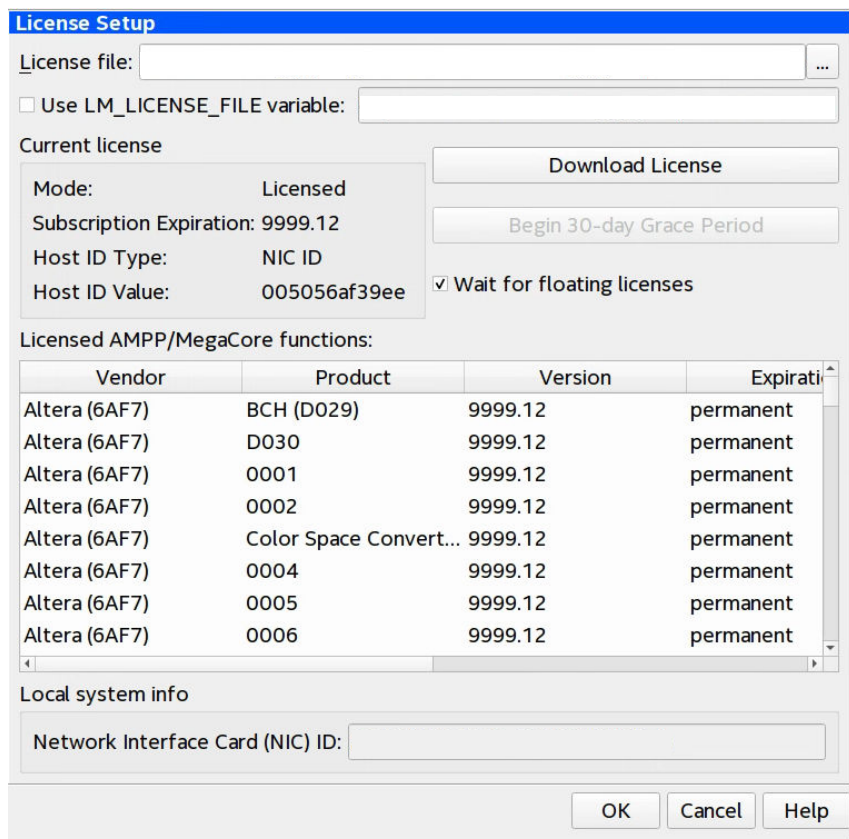 License Setup
License file:
...
Use LM_LICENSE_FILE variable:
Current license
Mode: Licensed
Subscription Expiration: 9999.12
Host ID Type: NIC ID
Host ID Value: 005056af39ee
Download License
Begin 30-day Grace Period
Wait for floating licenses
Licensed AMPP/MegaCore functions:
Vendor Product Version Expirati
Altera (6AF7) BCH (D029) 9999.12 permanent
Altera (6AF7) D030 9999.12 permanent
Altera (6AF7) 0001 9999.12 permanent
Altera (6AF7) 0002 9999.12 permanent
Altera (6AF7) Color Space Convert... 9999.12 permanent
Altera (6AF7) 0004 9999.12 permanent
Altera (6AF7) 0005 9999.12 permanent
Altera (6AF7) 0006 9999.12 permanent
Local system info
Network Interface Card (NIC) ID:
OK Cancel Help